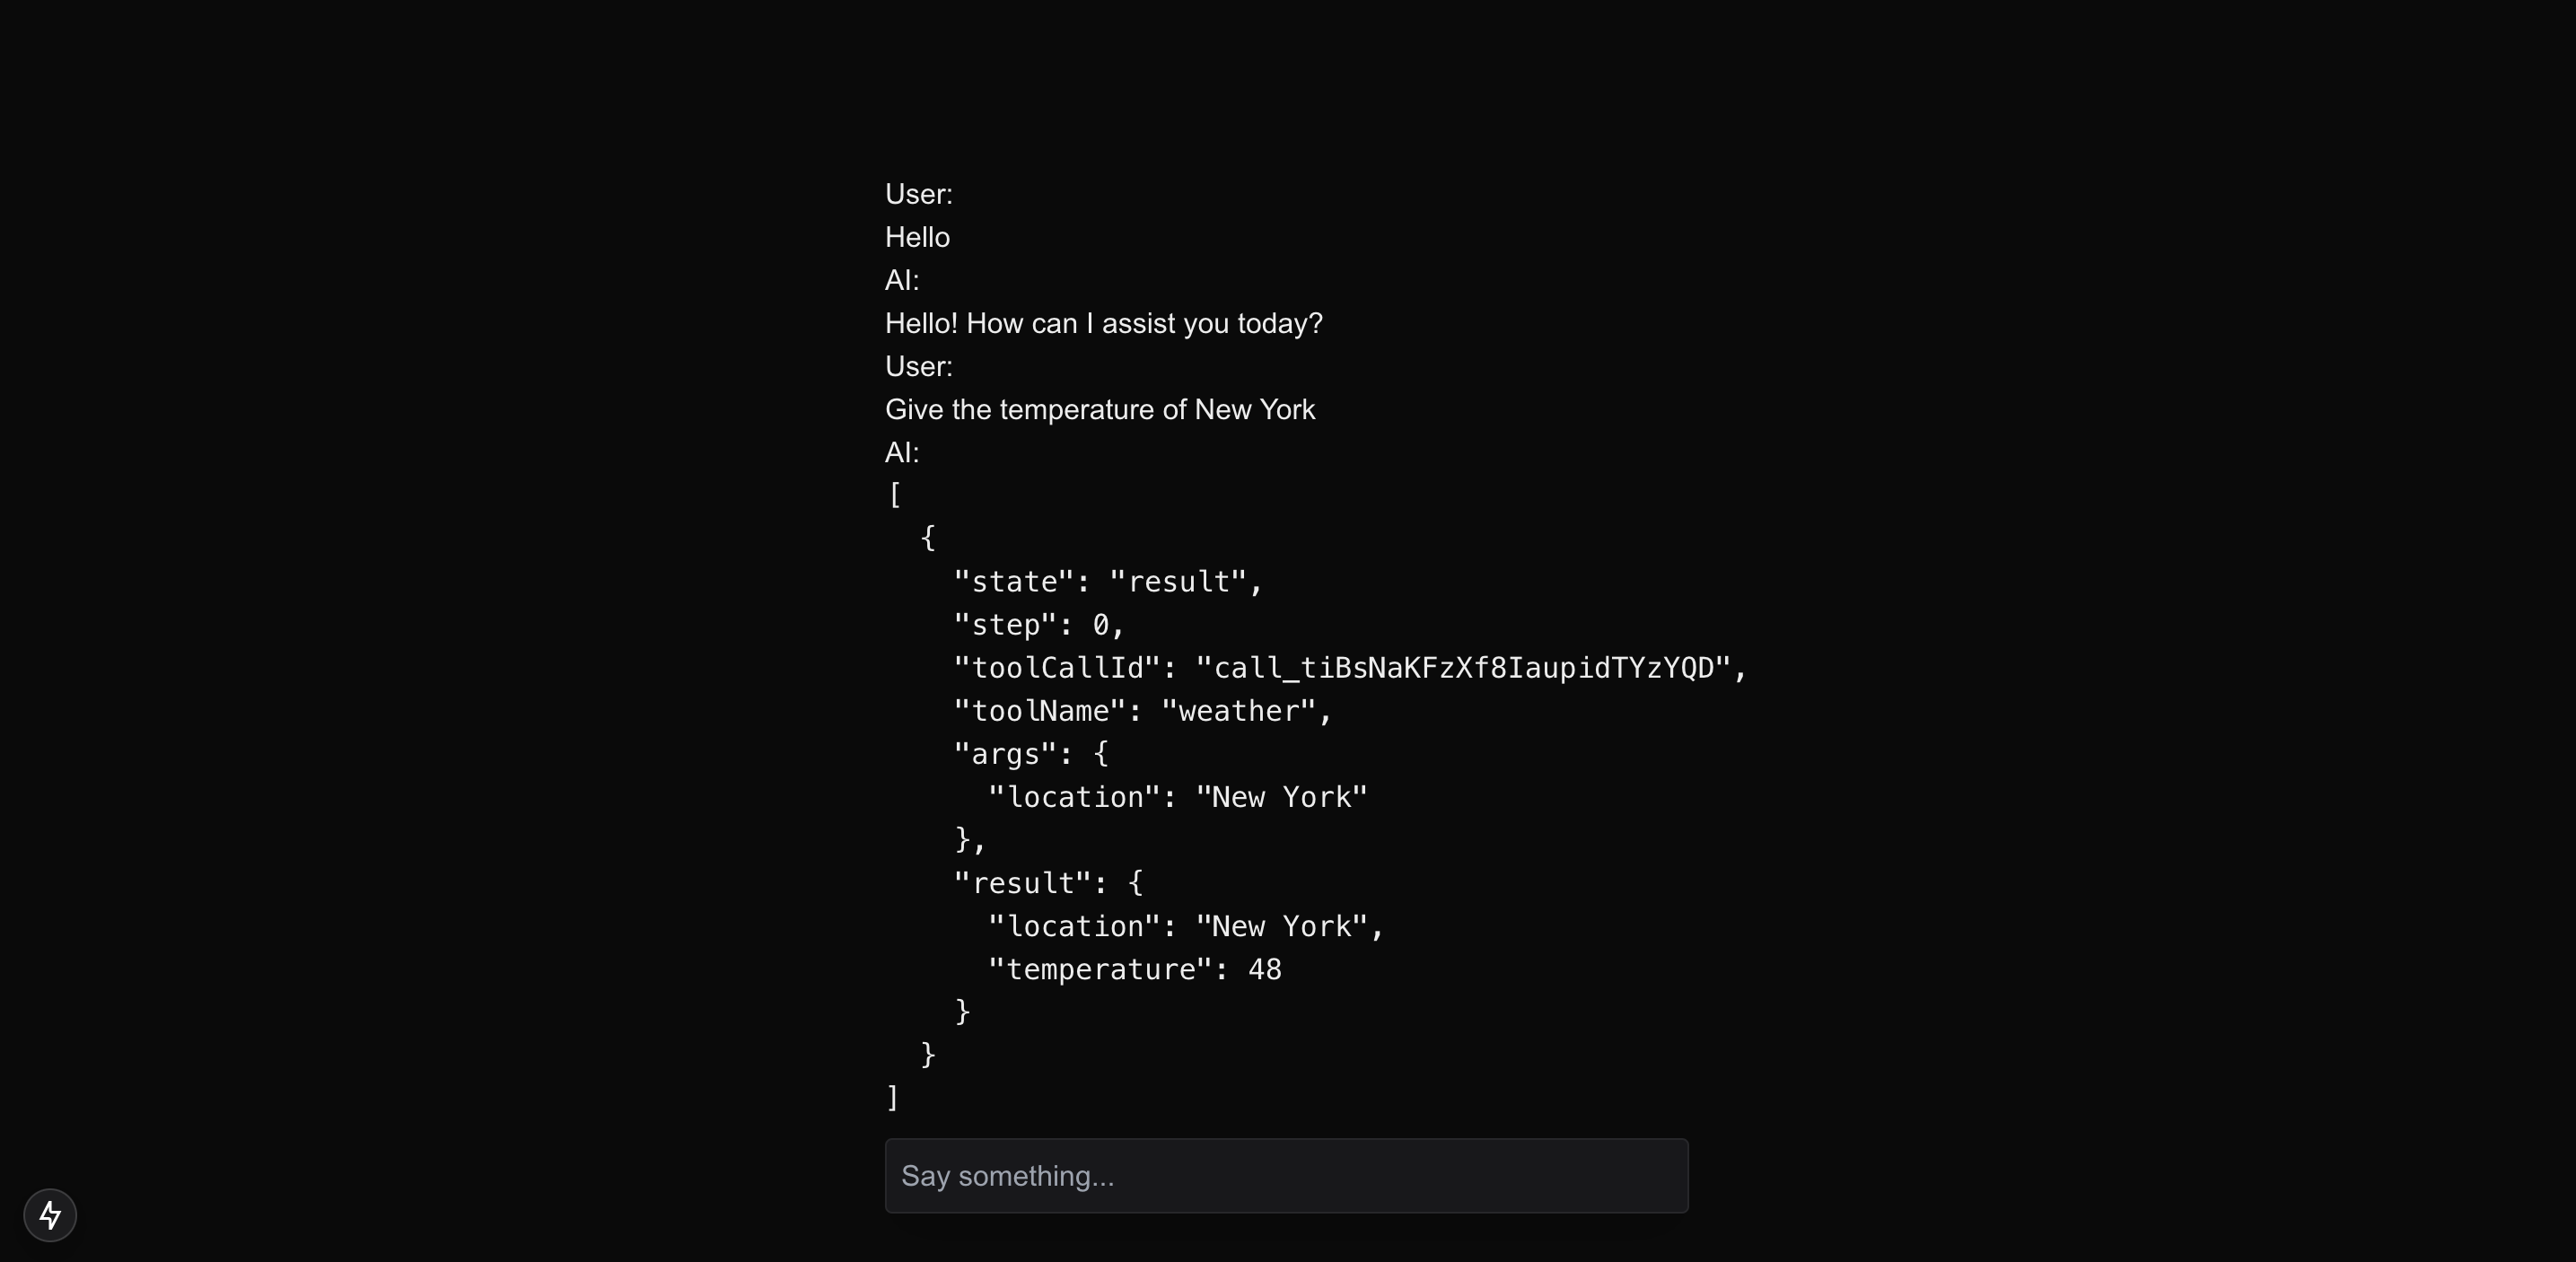 User:
Hello
AI:
Hello! How can I assist you today?
User:
Give the temperature of New York
AI:
[
  {
    "state": "result",
    "step": 0,
    "toolCallId": "call_tiBsNaKFzXf8IaupidTYzYQD",
    "toolName": "weather",
    "args": {
      "location": "New York"
    },
    "result": {
      "location": "New York",
      "temperature": 48
    }
  }
]
Say something...